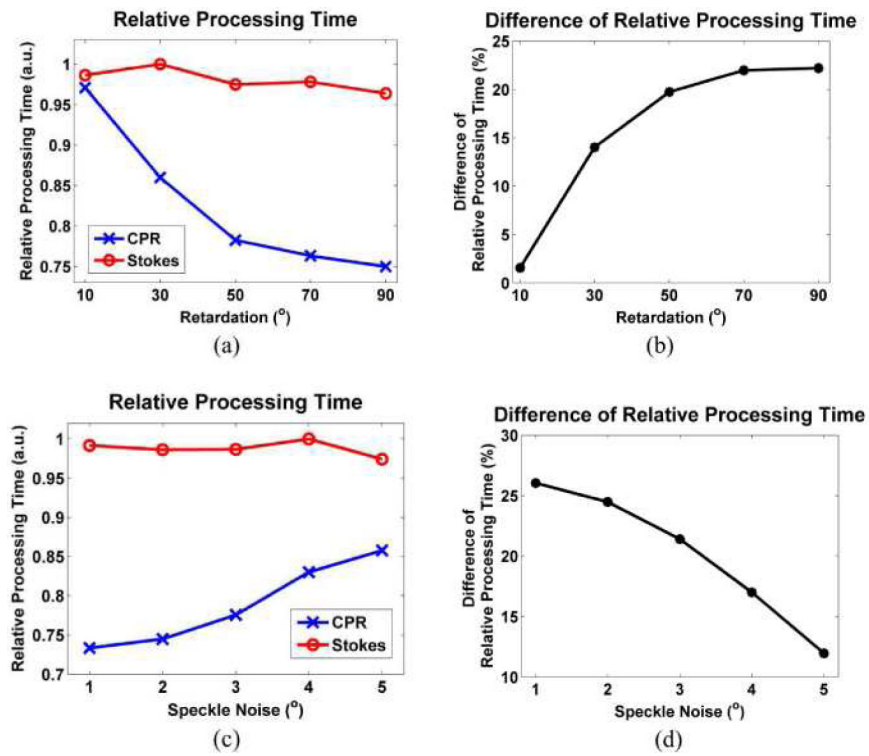 Relative Processing Time
Relative Processing Time (a.u.)
1
0.95
0.9
0.85
0.8
0.75
CPR
Stokes
10 30 50 70 90
Retardation (o)
(a)
Difference of Relative Processing Time
Difference of
Relative Processing Time (%)
25
20
15
10
5
0
10 30 50 70 90
Retardation (o)
(b)
Relative Processing Time
Relative Processing Time (a.u.)
1
0.95
0.9
0.85
0.8
0.75
0.7
CPR
Stokes
1 2 3 4 5
Speckle Noise (o)
(c)
Difference of Relative Processing Time
Difference of
Relative Processing Time (%)
30
25
20
15
10
1 2 3 4 5
Speckle Noise (o)
(d)